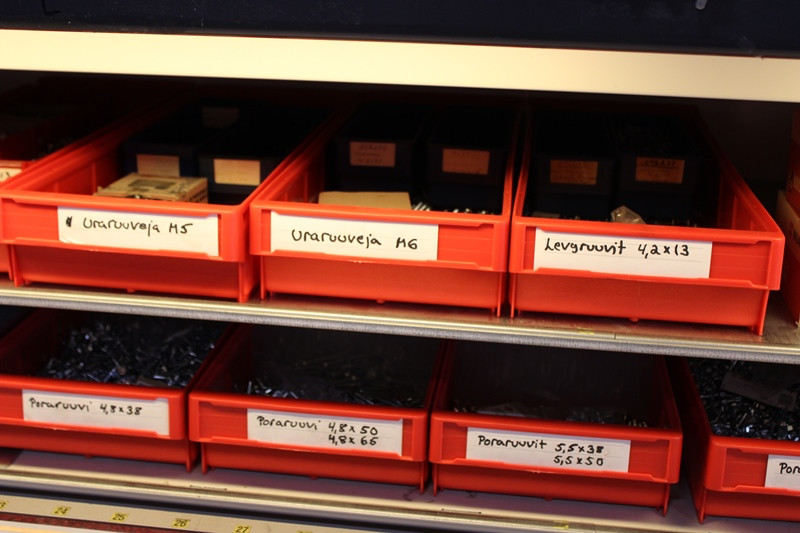 Uraruuveja M5
Uraruuveja M6
Levyruuvit 4,2x13
Poraruuvi 4,8x38
Poraruuvi 4,8x50
4,8x65
Poraruuvit 5,5x38
5,5x50
24
25
26
27